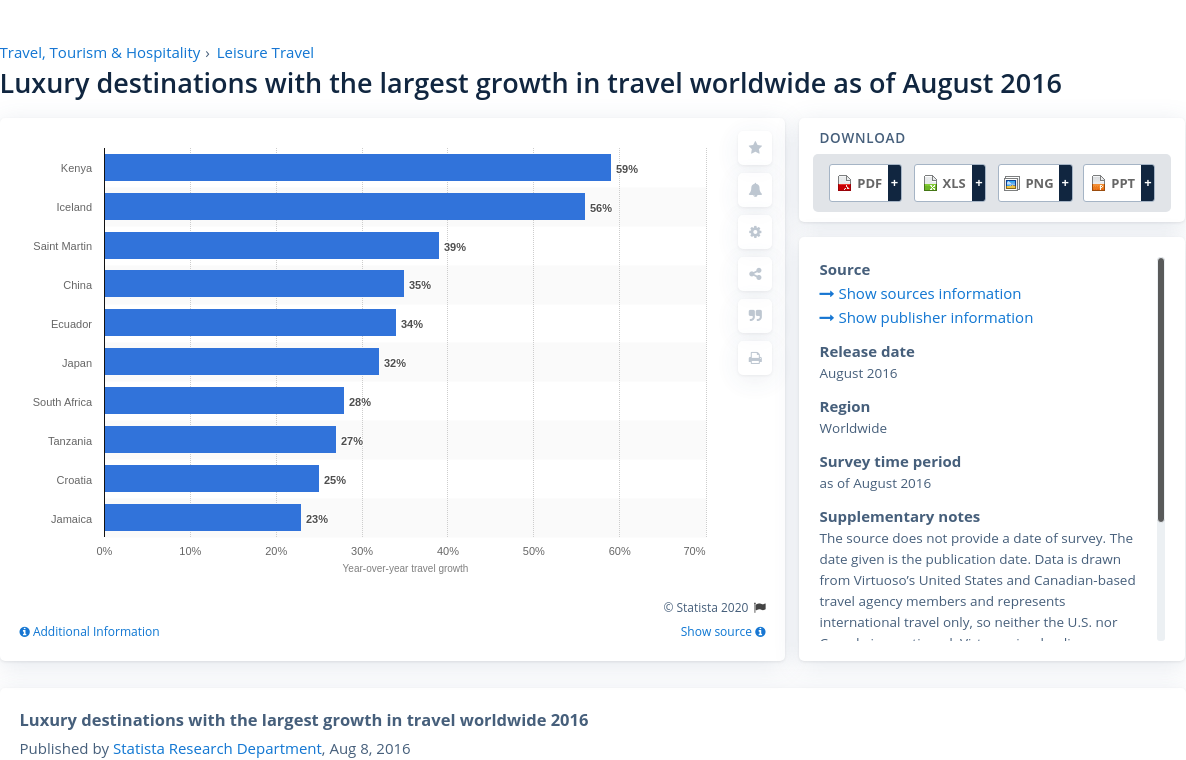 Travel, Tourism & Hospitality › Leisure Travel
Luxury destinations with the largest growth in travel worldwide as of August 2016
Kenya 59%
Iceland 56%
Saint Martin 39%
China 35%
Ecuador 34%
Japan 32%
South Africa 28%
Tanzania 27%
Croatia 25%
Jamaica 23%
0% 10% 20% 30% 40% 50% 60% 70%
Year-over-year travel growth
© Statista 2020
Additional Information
Show source
DOWNLOAD
PDF + XLS + PNG + PPT +
Source
Show sources information
Show publisher information
Release date
August 2016
Region
Worldwide
Survey time period
as of August 2016
Supplementary notes
The source does not provide a date of survey. The
date given is the publication date. Data is drawn
from Virtuoso's United States and Canadian-based
travel agency members and represents
international travel only, so neither the U.S. nor
Luxury destinations with the largest growth in travel worldwide 2016
Published by Statista Research Department, Aug 8, 2016